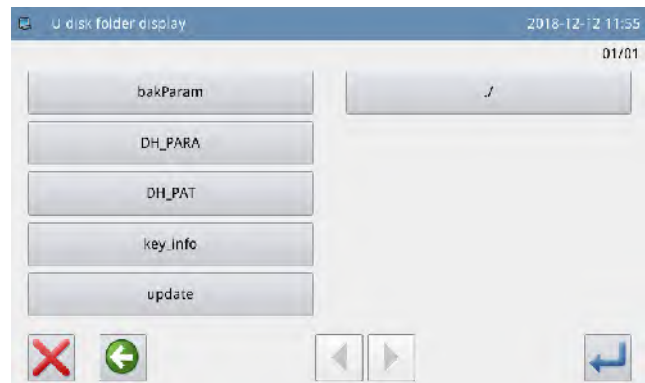 U disk folder display 2018-12-12 11:55
01/01
bakParam
./
DH_PARA
DH_PAT
key_info
update